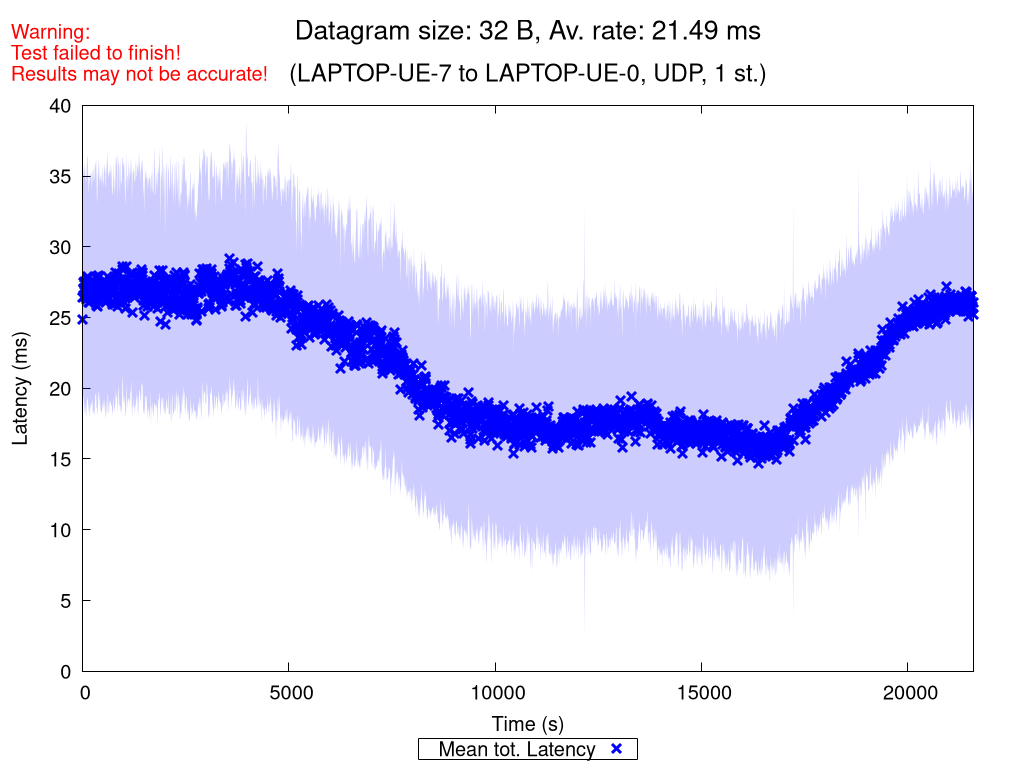 Warning:
Test failed to finish!
Results may not be accurate!
Datagram size: 32 B, Av. rate: 21.49 ms
(LAPTOP-UE-7 to LAPTOP-UE-0, UDP, 1 st.)
40
35
30
25
20
15
10
5
0
Latency (ms)
0 5000 10000 15000 20000
Time (s)
Mean tot. Latency